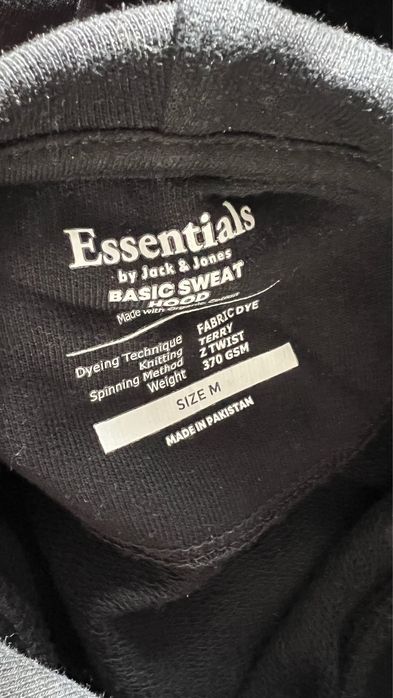 Essentials
by Jack & Jones
BASIC SWEAT
HOOD
Made with Organic Cotton
Dyeing Technique FABRIC DYE
Knitting TERRY
Spinning Method Z TWIST
Weight 370 GSM
SIZE M
MADE IN PAKISTAN